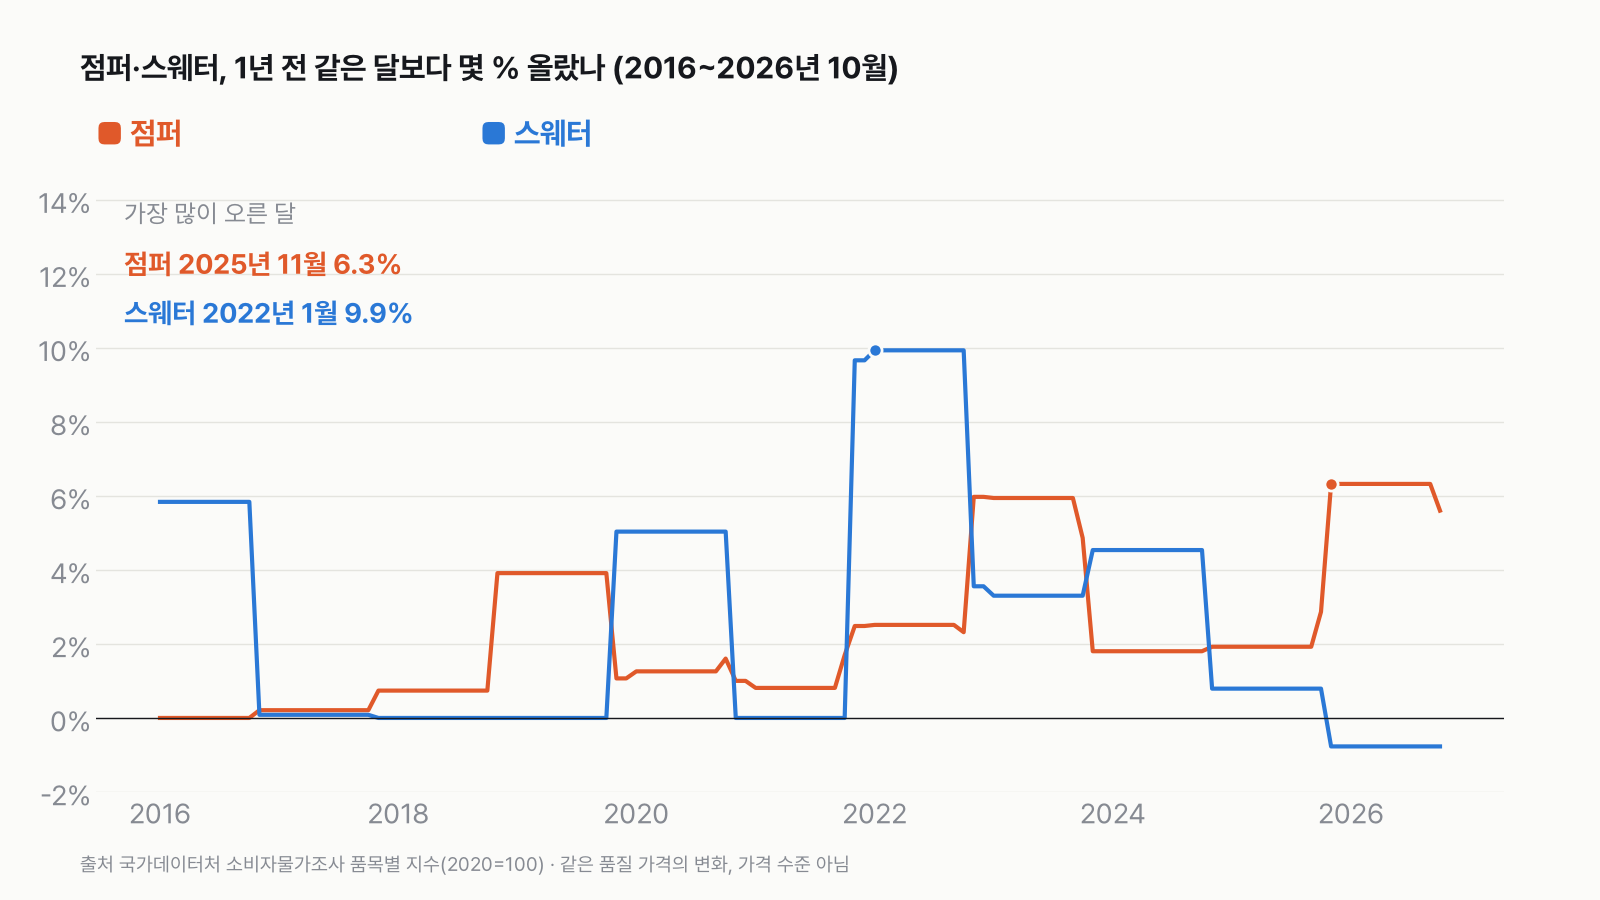 점퍼·스웨터, 1년 전 같은 달보다 몇 % 올랐나 (2016~2026년 10월)
점퍼
스웨터
14%
가장 많이 오른 달
점퍼 2025년 11월 6.3%
12%
스웨터 2022년 1월 9.9%
10%
8%
6%
4%
2%
0%
-2%
2016 2018 2020 2022 2024 2026
출처 국가데이터처 소비자물가조사 품목별 지수(2020=100) · 같은 품질 가격의 변화, 가격 수준 아님